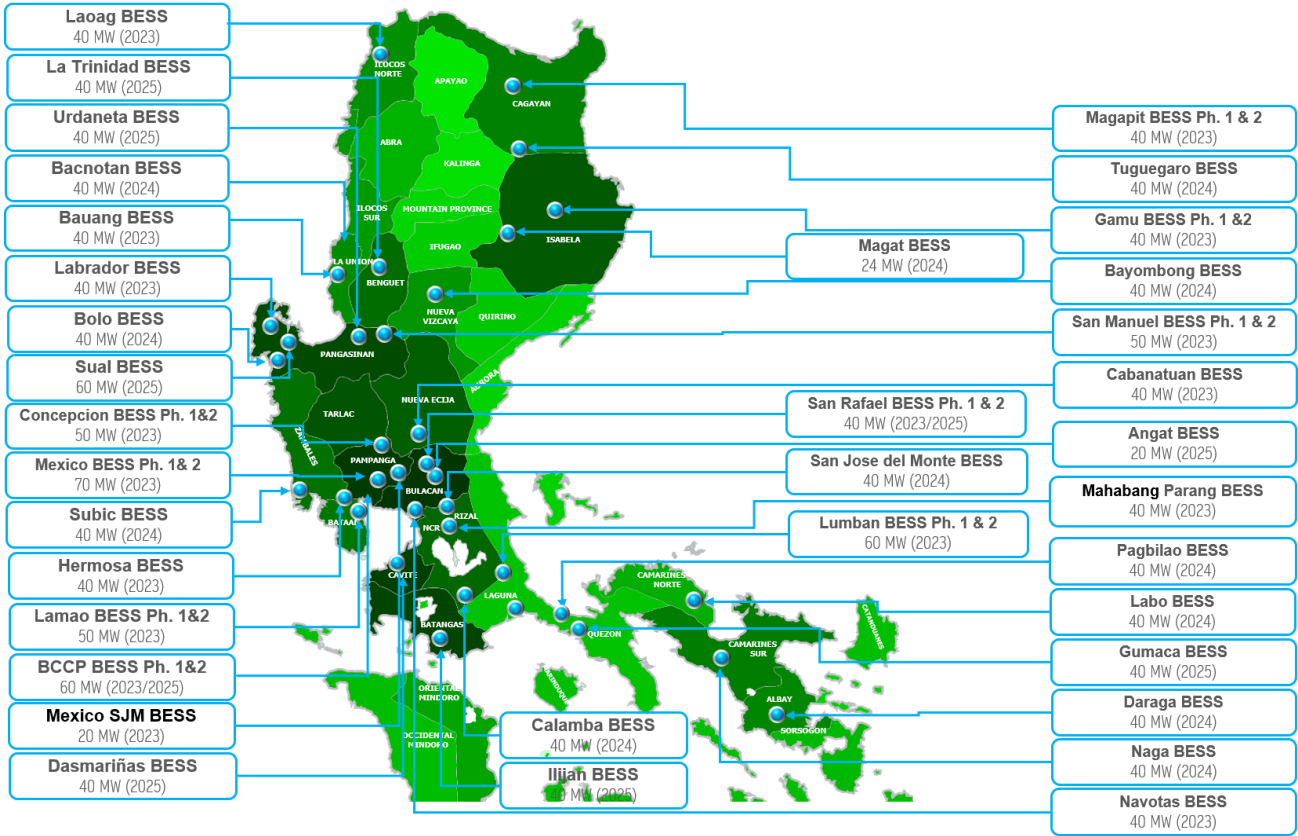 Laoag BESS
40 MW (2023)
La Trinidad BESS
40 MW (2025)
Urdaneta BESS
40 MW (2025)
Bacnotan BESS
40 MW (2024)
Bauang BESS
40 MW (2023)
Labrador BESS
40 MW (2023)
Bolo BESS
40 MW (2024)
Sual BESS
60 MW (2025)
Concepcion BESS Ph. 1&2
50 MW (2023)
Mexico BESS Ph. 1& 2
70 MW (2023)
Subic BESS
40 MW (2024)
Hermosa BESS
40 MW (2023)
Lamao BESS Ph. 1&2
50 MW (2023)
BCCP BESS Ph. 1&2
60 MW (2023/2025)
Mexico SJM BESS
20 MW (2023)
Dasmariñas BESS
40 MW (2025)
ILOCOS
NORTE
APAYAO
CAGAYAN
ABRA
KALINGA
ILOCOS
SUR
MOUNTAIN PROVINCE
IFUGAO
ISABELA
LA UNION
BENGUET
NUEVA
VIZCAYA
QUIRINO
PANGASINAN
AURORA
NUEVA ECIJA
TARLAC
ZAMBALES
PAMPANGA
BULACAN
BATAAN
RIZAL
NCR
CAVITE
LAGUNA
BATANGAS
QUEZON
CAMARINES
NORTE
CAMARINES
SUR
CATANDUANES
ALBAY
SORSOGON
MARINDUQUE
ORIENTAL
MINDORO
OCCIDENTAL
MINDORO
Magat BESS
24 MW (2024)
San Rafael BESS Ph. 1 & 2
40 MW (2023/2025)
San Jose del Monte BESS
40 MW (2024)
Lumban BESS Ph. 1 & 2
60 MW (2023)
Calamba BESS
40 MW (2024)
Ilijan BESS
40 MW (2025)
Magapit BESS Ph. 1 & 2
40 MW (2023)
Tuguegaro BESS
40 MW (2024)
Gamu BESS Ph. 1 &2
40 MW (2023)
Bayombong BESS
40 MW (2024)
San Manuel BESS Ph. 1 & 2
50 MW (2023)
Cabanatuan BESS
40 MW (2023)
Angat BESS
20 MW (2025)
Mahabang Parang BESS
40 MW (2023)
Pagbilao BESS
40 MW (2024)
Labo BESS
40 MW (2024)
Gumaca BESS
40 MW (2025)
Daraga BESS
40 MW (2024)
Naga BESS
40 MW (2024)
Navotas BESS
40 MW (2023)